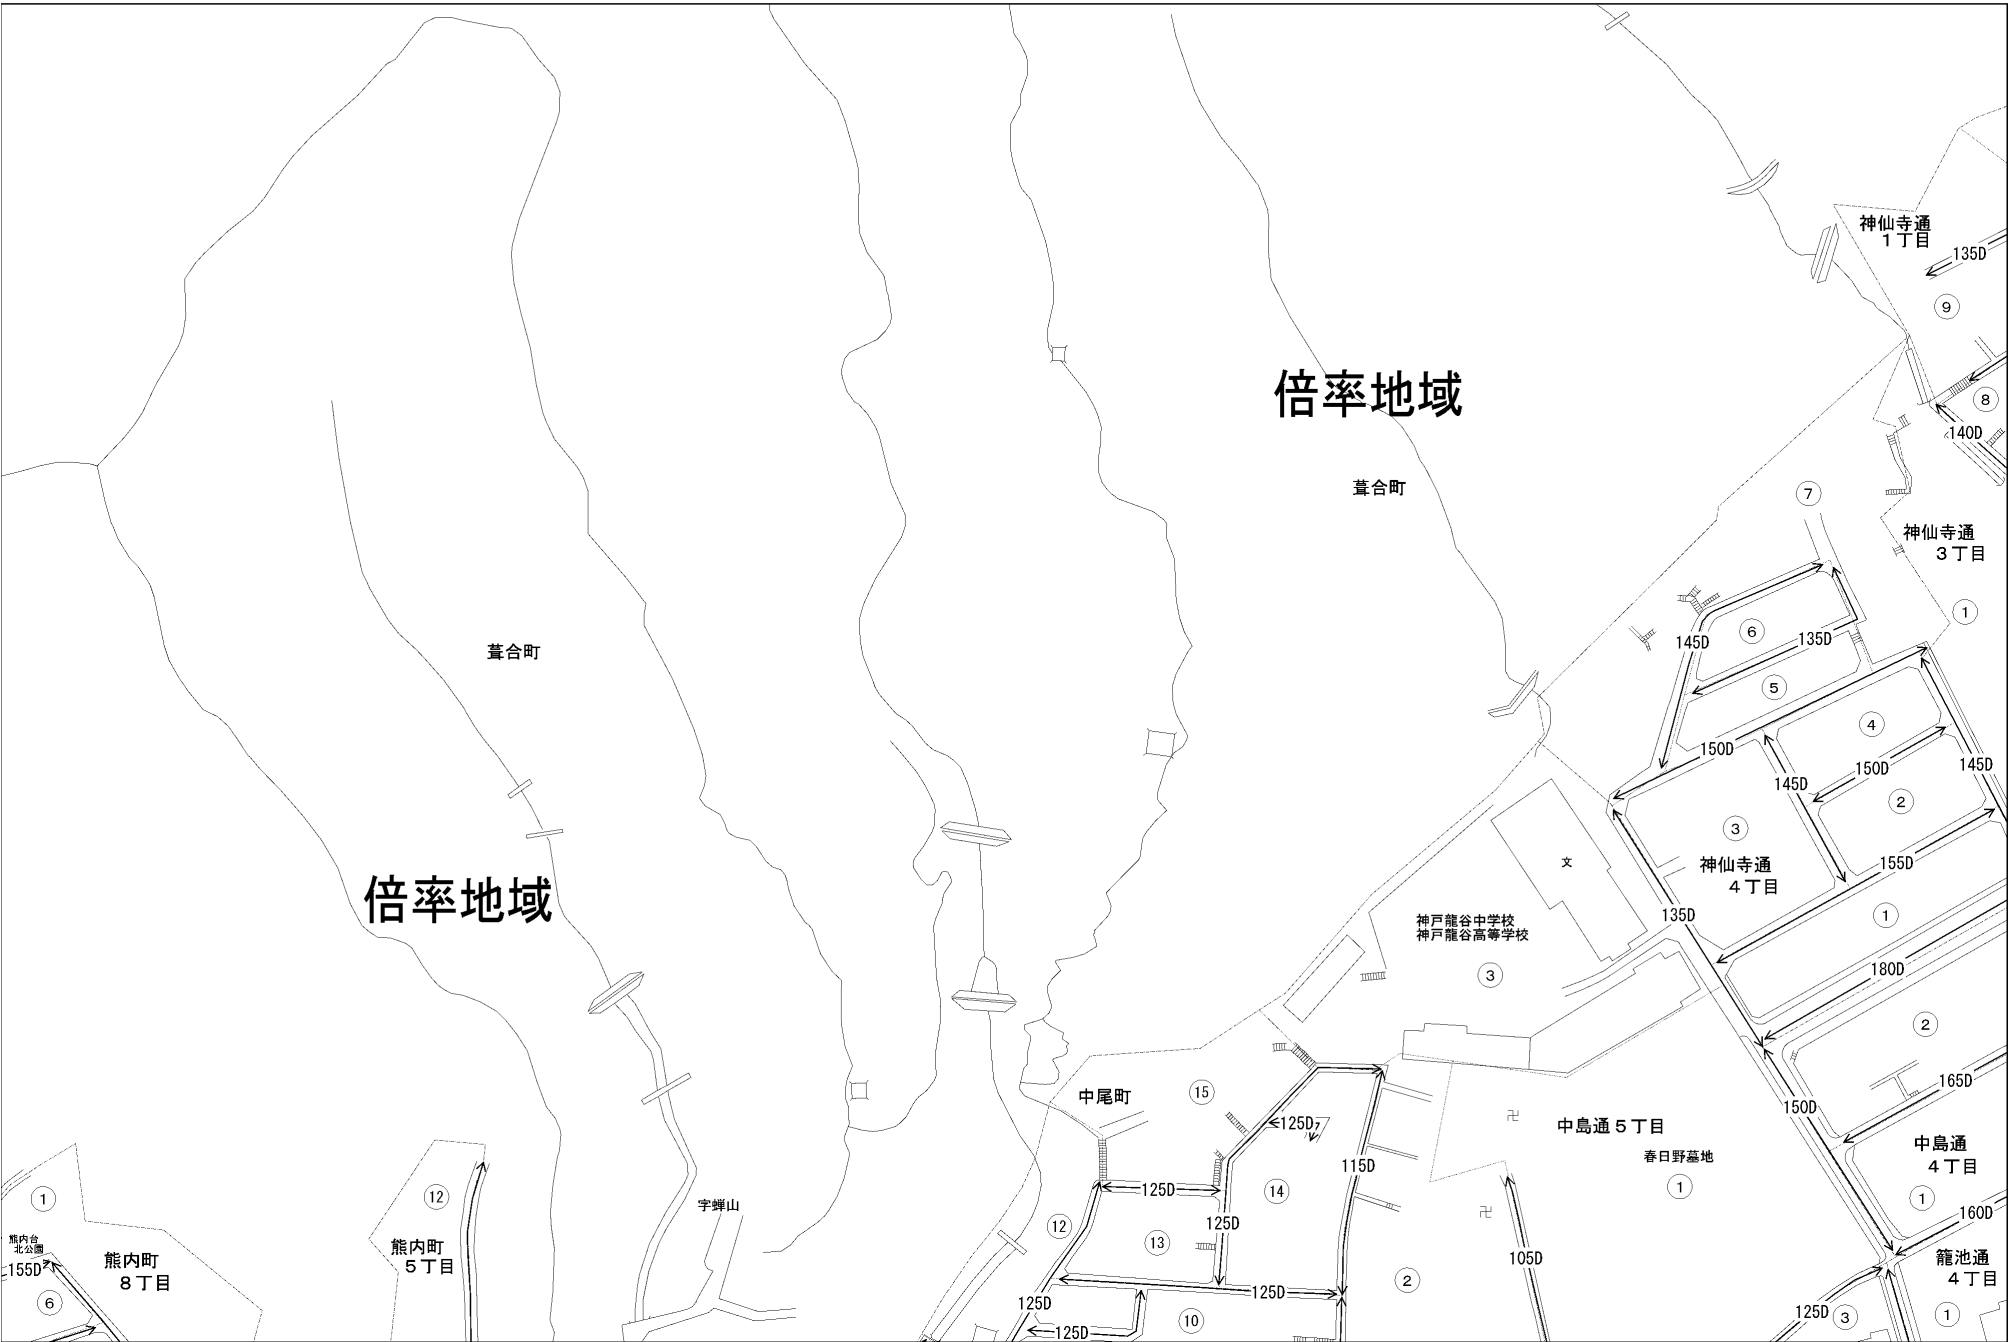 神仙寺通
1丁目
135D
⑨
倍率地域
⑧
140D
葺合町
⑦
神仙寺通
3丁目
①
145D
⑥
135D
葺合町
⑤
④
150D
145D
150D
145D
②
③
155D
神仙寺通
4丁目
文
倍率地域
135D
①
神戸龍谷中学校
神戸龍谷高等学校
③
180D
②
165D
中尾町
⑮
150D
125D
卍
中島通5丁目
中島通
4丁目
春日野墓地
115D
①
①
⑫
①
125D
⑭
字蝉山
卍
160D
⑫
125D
熊内台
北公園
⑬
熊内町
5丁目
熊内町
8丁目
105D
籠池通
4丁目
155D
②
⑥
125D
125D
125D
③
①
⑩
125D